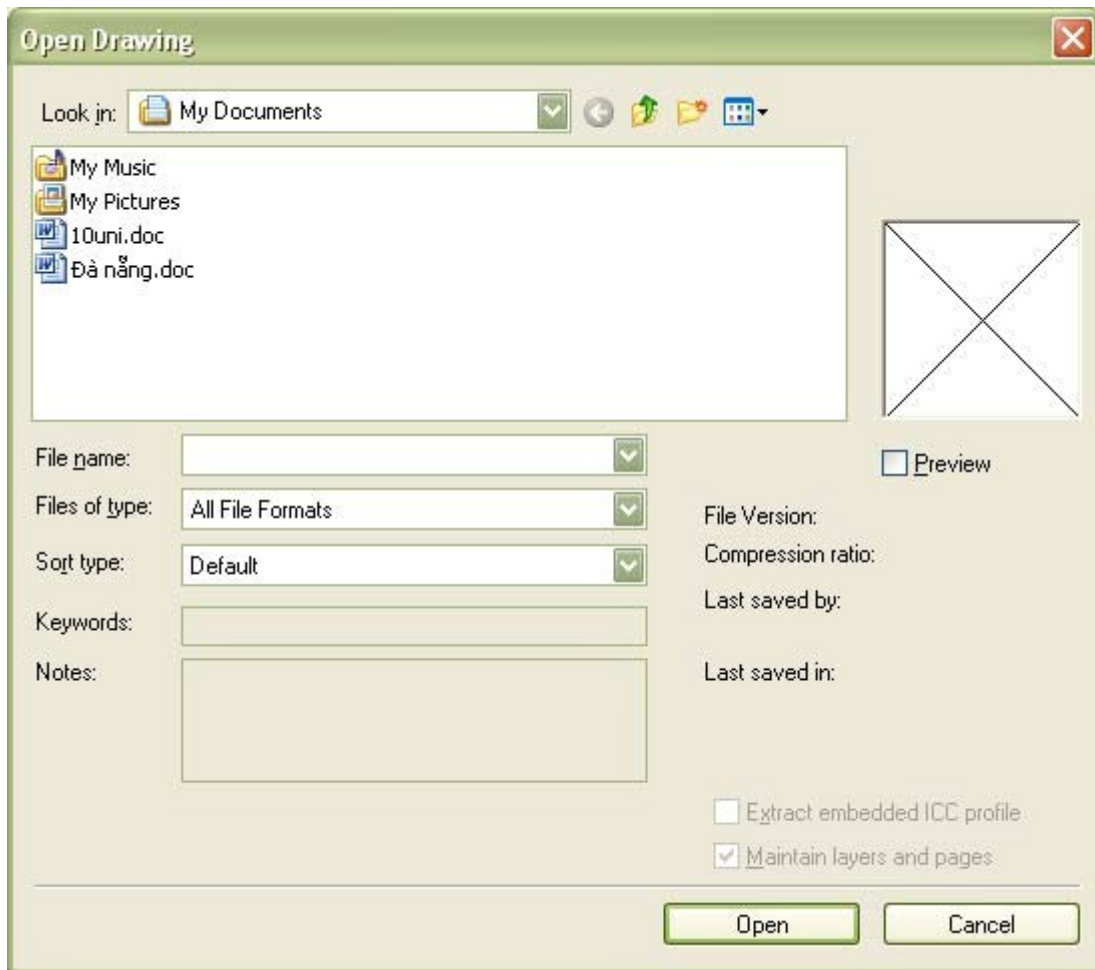 Open Drawing
Look in: My Documents
My Music
My Pictures
10uni.doc
Đà nẵng.doc
File name:
Preview
Files of type: All File Formats
File Version:
Sort type: Default
Compression ratio:
Last saved by:
Keywords:
Notes:
Last saved in:
Extract embedded ICC profile
Maintain layers and pages
Open Cancel